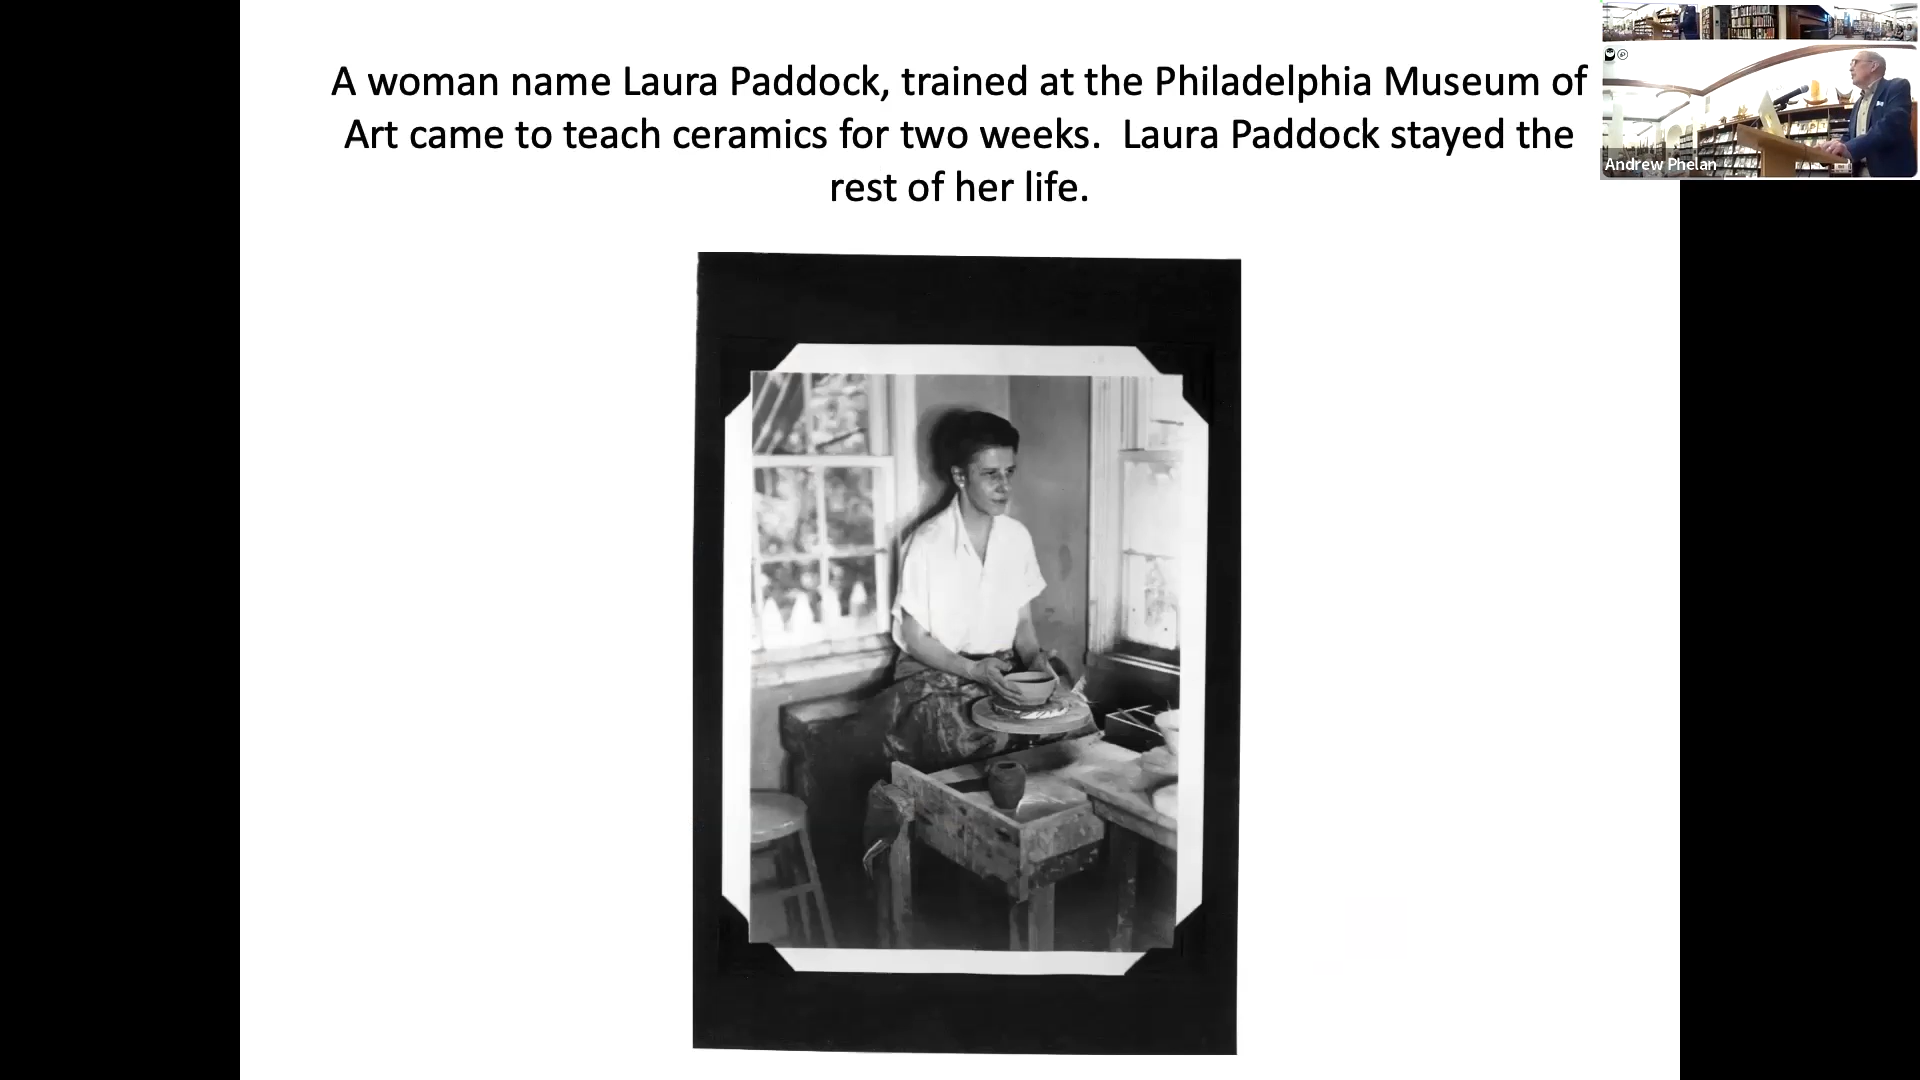 A woman name Laura Paddock, trained at the Philadelphia Museum of
Art came to teach ceramics for two weeks.  Laura Paddock stayed the
rest of her life.
Andrew Phelan